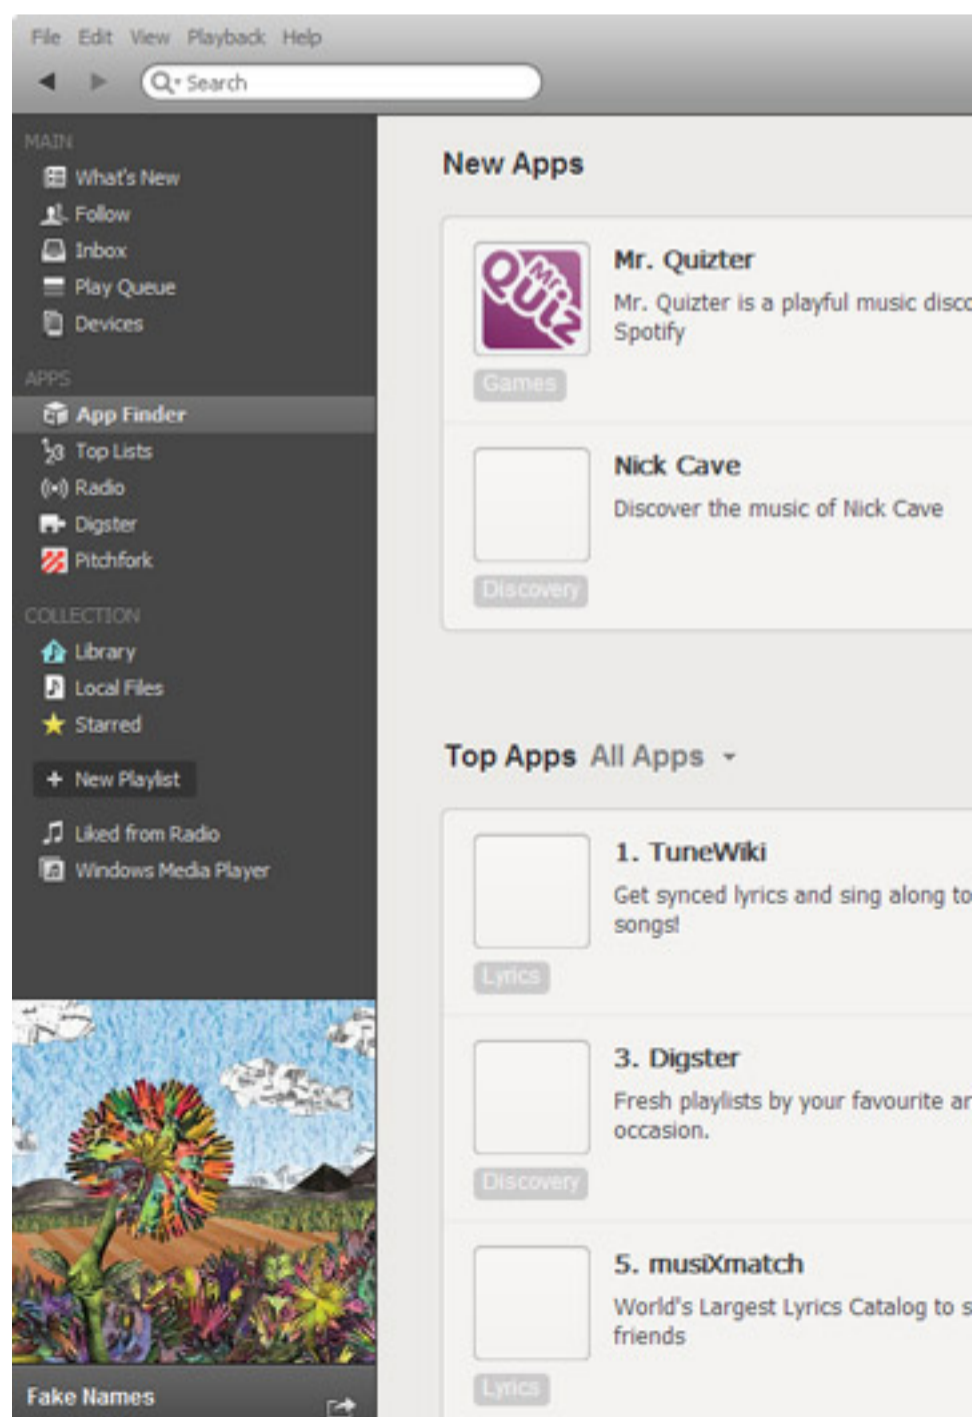 File Edit View Playback Help
Search
MAIN
What's New
Follow
Inbox
Play Queue
Devices
APPS
App Finder
Top Lists
Radio
Digster
Pitchfork
COLLECTION
Library
Local Files
Starred
+ New Playlist
Liked from Radio
Windows Media Player
Fake Names
New Apps
Mr. QUIZ
Mr. Quizter
Mr. Quizter is a playful music disco
Spotify
Games
Nick Cave
Discover the music of Nick Cave
Discovery
Top Apps All Apps
1. TuneWiki
Get synced lyrics and sing along to
songs!
Lyrics
3. Digster
Fresh playlists by your favourite ar
occasion.
Discovery
5. musiXmatch
World's Largest Lyrics Catalog to s
friends
Lyrics